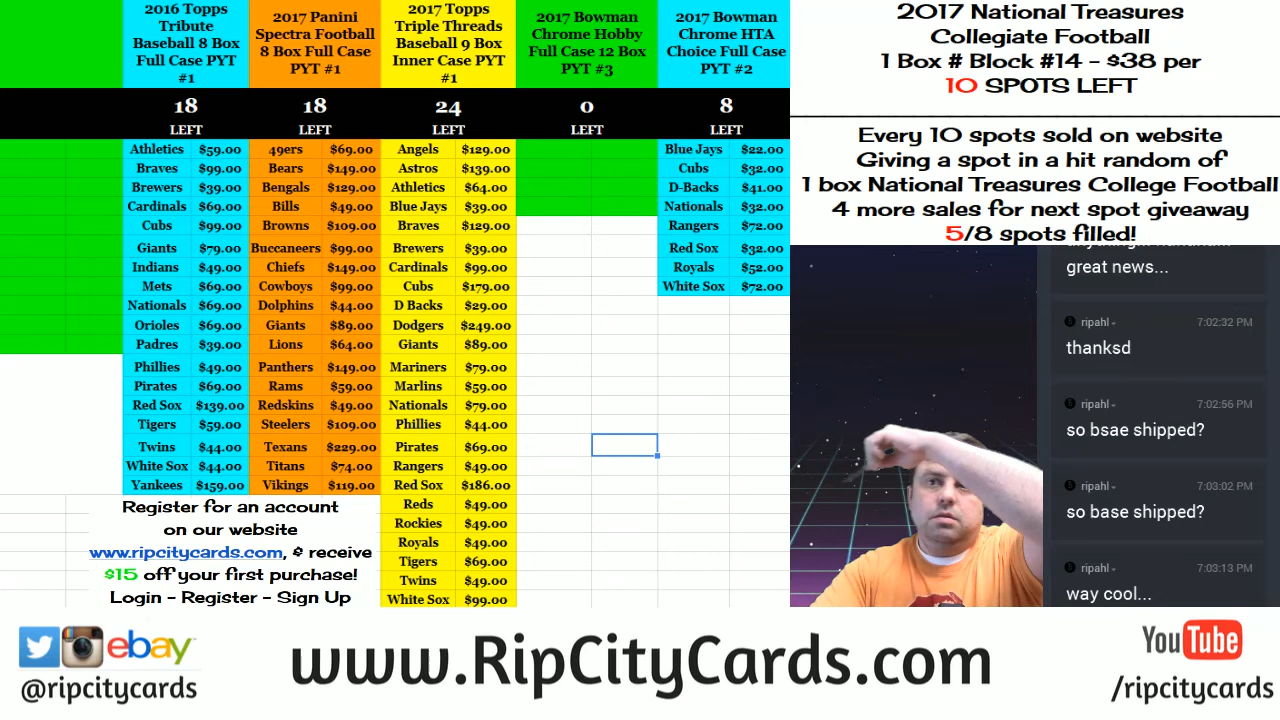 2016 Topps
Tribute
Baseball 8 Box
Full Case PYT
#1
18
LEFT
Athletics $59.00
Braves $99.00
Brewers $39.00
Cardinals $69.00
Cubs $99.00
Giants $79.00
Indians $49.00
Mets $69.00
Nationals $69.00
Orioles $69.00
Padres $39.00
Phillies $49.00
Pirates $69.00
Red Sox $139.00
Tigers $59.00
Twins $44.00
White Sox $44.00
Yankees $159.00
2017 Panini
Spectra Football
8 Box Full Case
PYT #1
18
LEFT
49ers $69.00
Bears $149.00
Bengals $129.00
Bills $49.00
Browns $109.00
Buccaneers $99.00
Chiefs $149.00
Cowboys $99.00
Dolphins $44.00
Giants $89.00
Lions $64.00
Panthers $149.00
Rams $59.00
Redskins $49.00
Steelers $109.00
Texans $229.00
Titans $74.00
Vikings $119.00
2017 Topps
Triple Threads
Baseball 9 Box
Inner Case PYT
#1
24
LEFT
Angels $129.00
Astros $139.00
Athletics $64.00
Blue Jays $39.00
Braves $129.00
Brewers $39.00
Cardinals $99.00
Cubs $179.00
D Backs $29.00
Dodgers $249.00
Giants $89.00
Mariners $79.00
Marlins $59.00
Nationals $79.00
Phillies $44.00
Pirates $69.00
Rangers $49.00
Red Sox $186.00
Reds $49.00
Rockies $49.00
Royals $49.00
Tigers $69.00
Twins $49.00
White Sox $99.00
2017 Bowman
Chrome Hobby
Full Case 12 Box
PYT #3
0
LEFT
2017 Bowman
Chrome HTA
Choice Full Case
PYT #2
8
LEFT
Blue Jays $22.00
Cubs $32.00
D-Backs $41.00
Nationals $32.00
Rangers $72.00
Red Sox $32.00
Royals $52.00
White Sox $72.00
Register for an account
on our website
www.ripcitycards.com, & receive
$15 off your first purchase!
Login - Register - Sign Up
2017 National Treasures
Collegiate Football
1 Box # Block #14 - $38 per
10 SPOTS LEFT
Every 10 spots sold on website
Giving a spot in a hit random of
1 box National Treasures College Football
4 more sales for next spot giveaway
5/8 spots filled!
great news...
ripahl 7:02:32 PM
thanksd
ripahl 7:02:56 PM
so bsae shipped?
ripahl 7:03:02 PM
so base shipped?
ripahl 7:03:13 PM
way cool...
ebay
@ripcitycards
www.RipCityCards.com
YouTube
/ripcitycards